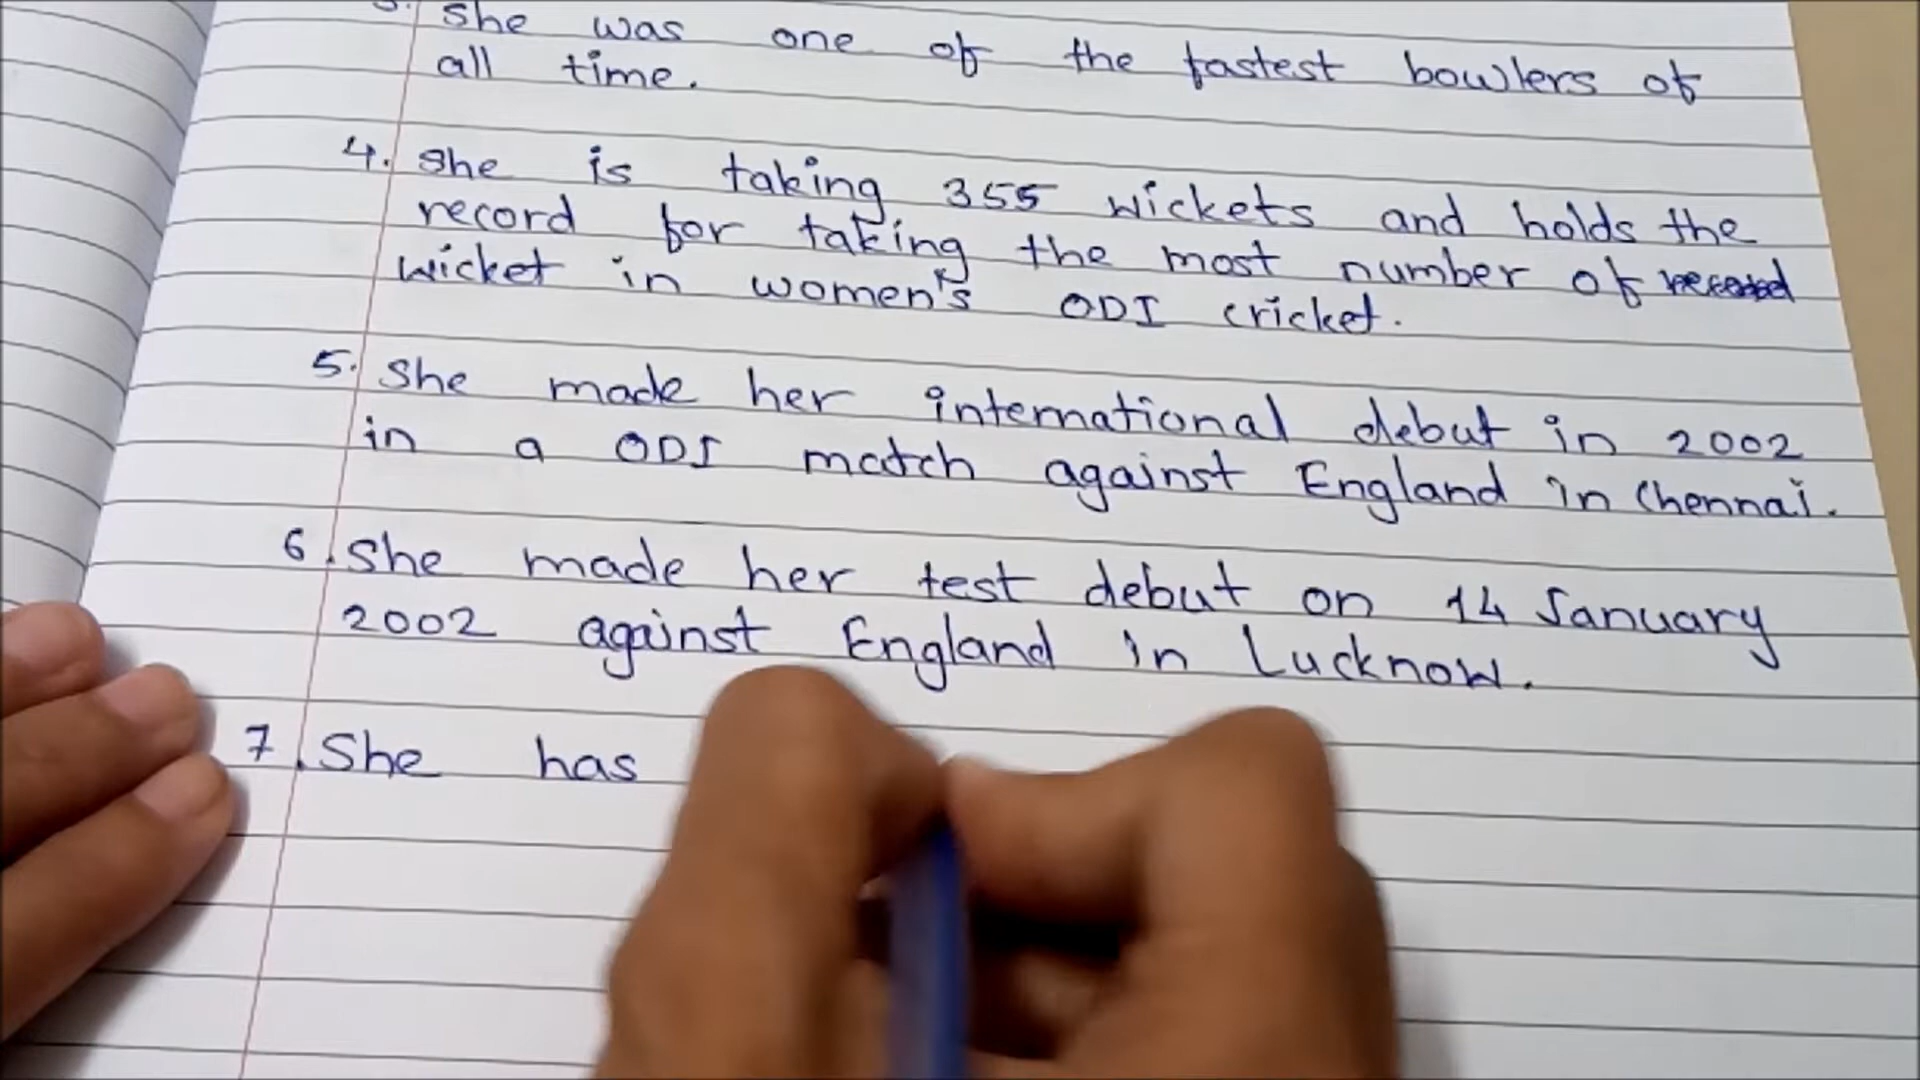 3. She was one of the fastest bowlers of
all time.
4. She is taking 355 wickets and holds the
record for taking the most number of
wicket in women's ODI cricket.
5. She made her international debut in 2002
in a ODI match against England in Chennai.
6. She made her test debut on 14 January
2002 against England in Lucknow.
7. She has